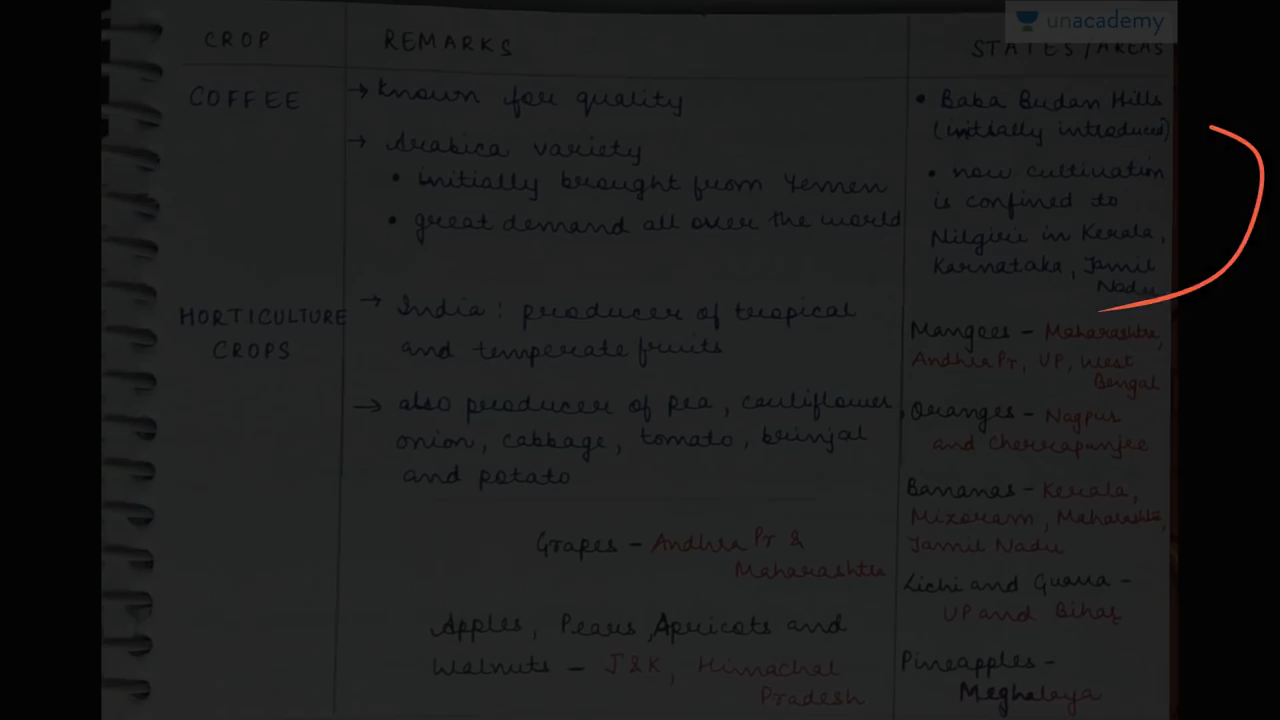 unacademy
CROP
REMARKS
STATES/AREAS
COFFEE
→ Known for quality
→ Arabica variety
• initially brought from Yemen
• great demand all over the world
• Baba Budan Hills
(initially introduced)
• now cultivation
is confined to
Nilgiri in Kerala,
Karnataka, Tamil
Nadu
HORTICULTURE
CROPS
→ India: producer of tropical
and temperate fruits
→ also producer of pea, cauliflower,
onion, cabbage, tomato, brinjal
and potato
Grapes - Andhra Pr &
Maharashtra
Apples, Pears, Apricots and
Walnuts - J&K, Himachal
Pradesh
Mangees - Maharashtra,
Andhra Pr, UP, West
Bengal
Oranges - Nagpur
and Cherrapunjee
Bananas - Kerala,
Mizoram, Maharashtra,
Tamil Nadu
Lichi and Guava -
UP and Bihar
Pineapples -
Meghalaya